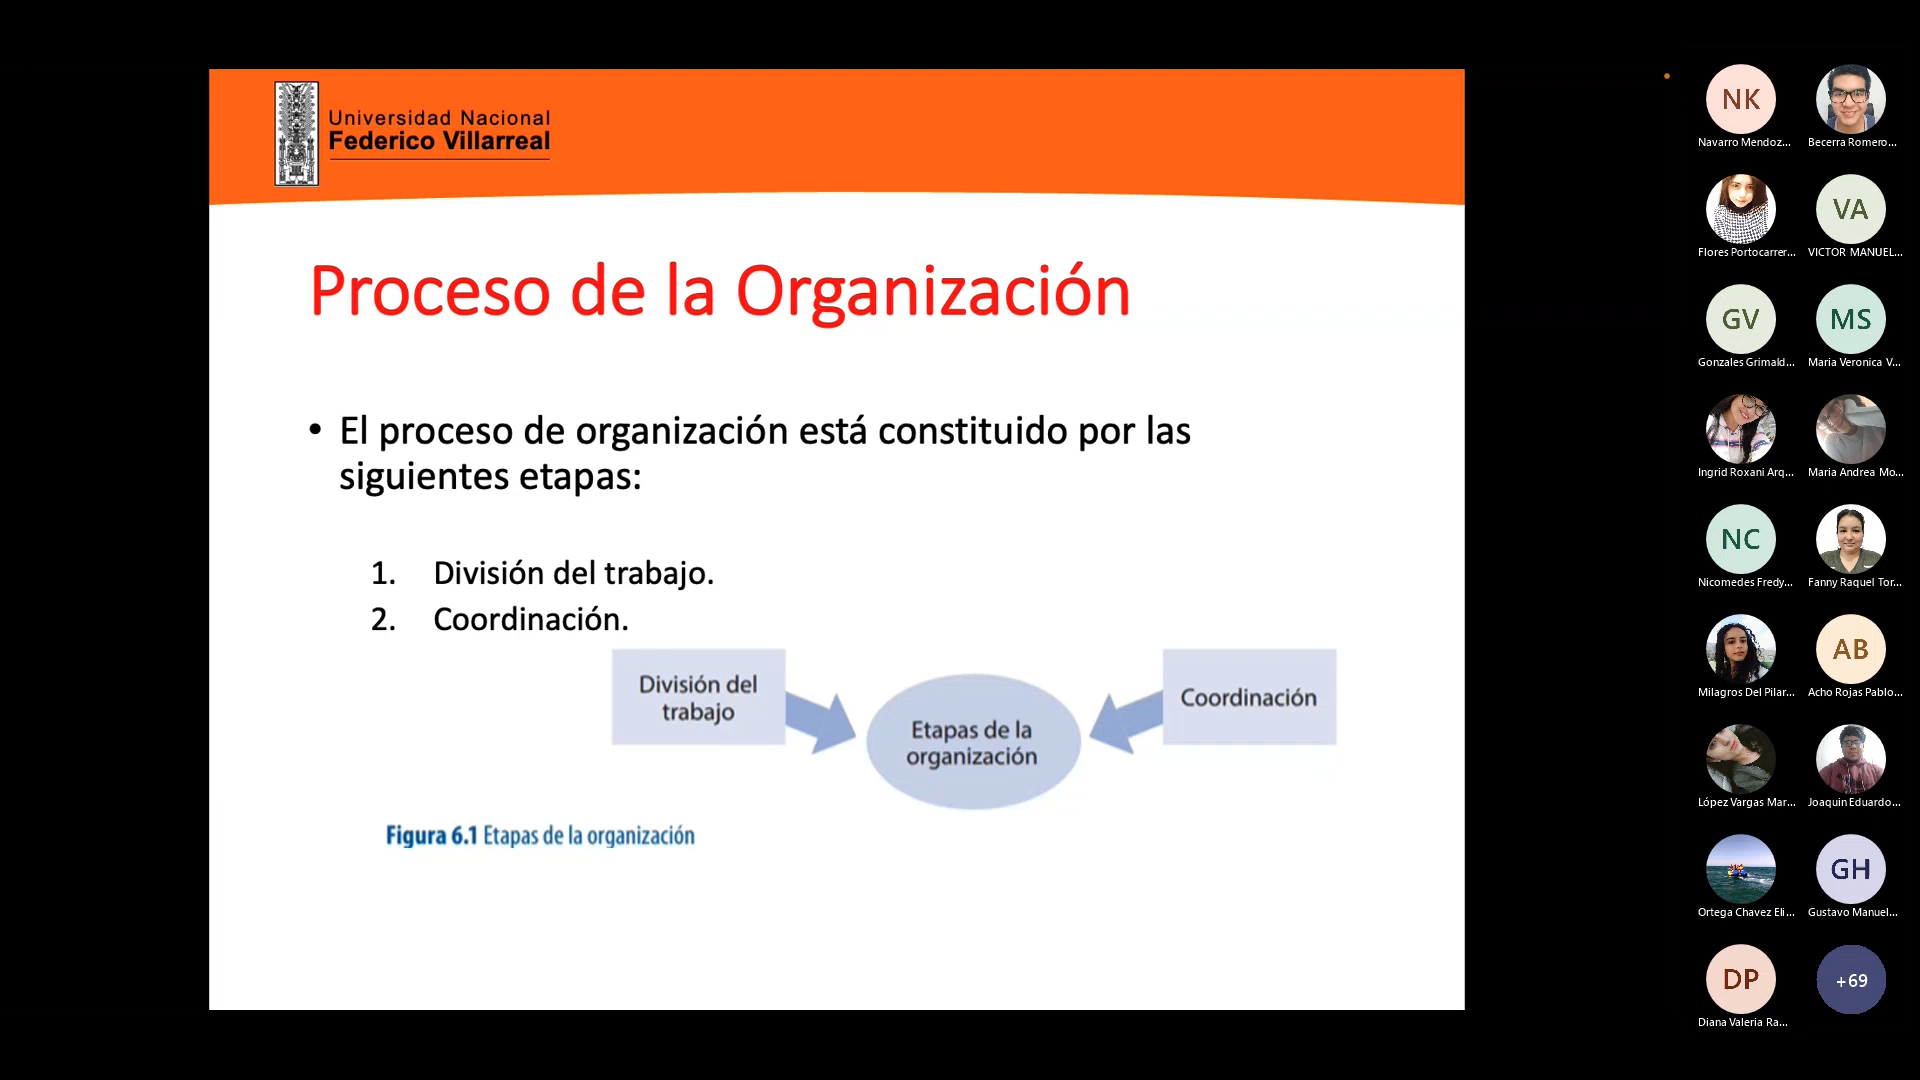 Universidad Nacional
Federico Villarreal
Proceso de la Organización
• El proceso de organización está constituido por las
siguientes etapas:
1. División del trabajo.
2. Coordinación.
División del
trabajo
Etapas de la
organización
Coordinación
Figura 6.1 Etapas de la organización
NK
Navarro Mendoz...
Becerra Romero...
Flores Portocarrer...
VA
VICTOR MANUEL...
GV
Gonzales Grimald...
MS
Maria Veronica V...
Ingrid Roxani Arq...
Maria Andrea Mo...
NC
Nicomedes Fredy...
Fanny Raquel Tor...
Milagros Del Pilar...
AB
Acho Rojas Pablo...
López Vargas Mar...
Joaquin Eduardo...
Ortega Chavez Eli...
GH
Gustavo Manuel...
DP
Diana Valeria Ra...
+69